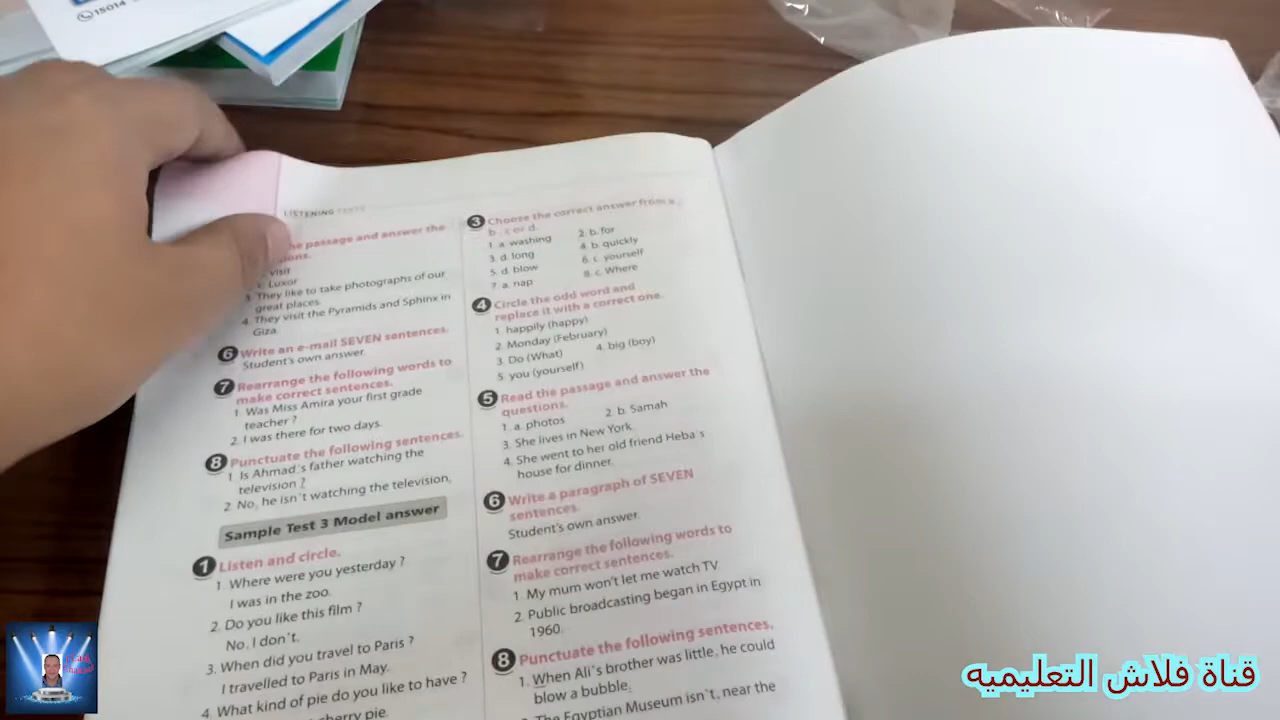 15014
LISTENING TEXTS
the passage and answer the
visit
c. Luxor
3. They like to take photographs of our
great places.
4. They visit the Pyramids and Sphinx in
Giza.
6 Write an e-mail SEVEN sentences.
Student's own answer.
7 Rearrange the following words to
make correct sentences.
1. Was Miss Amira your first grade
teacher ?
2. I was there for two days.
8 Punctuate the following sentences.
1 Is Ahmad's father watching the
television ?
2 No, he isn't watching the television.
Sample Test 3 Model answer
1 Listen and circle.
1 Where were you yesterday ?
I was in the zoo.
2. Do you like this film ?
No, I don't.
3. When did you travel to Paris ?
I travelled to Paris in May.
4. What kind of pie do you like to have ?
cherry pie.
3 Choose the correct answer from a ,
b , c or d.
1 a. washing 2. b. for
3. d. long 4. b. quickly
5. d. blow 6. c. yourself
7 a. nap 8. c. Where
4 Circle the odd word and
replace it with a correct one.
1 happily (happy)
2. Monday (February)
3. Do (What) 4. big (boy)
5. you (yourself)
5 Read the passage and answer the
questions.
1. a. photos 2. b. Samah
3. She lives in New York.
4. She went to her old friend Heba's
house for dinner.
6 Write a paragraph of SEVEN
sentences.
Student's own answer.
7 Rearrange the following words to
make correct sentences.
1. My mum won't let me watch TV
2. Public broadcasting began in Egypt in
1960.
8 Punctuate the following sentences.
1. When Ali's brother was little, he could
blow a bubble.
2. The Egyptian Museum isn't, near the
قناة فلاش التعليميه